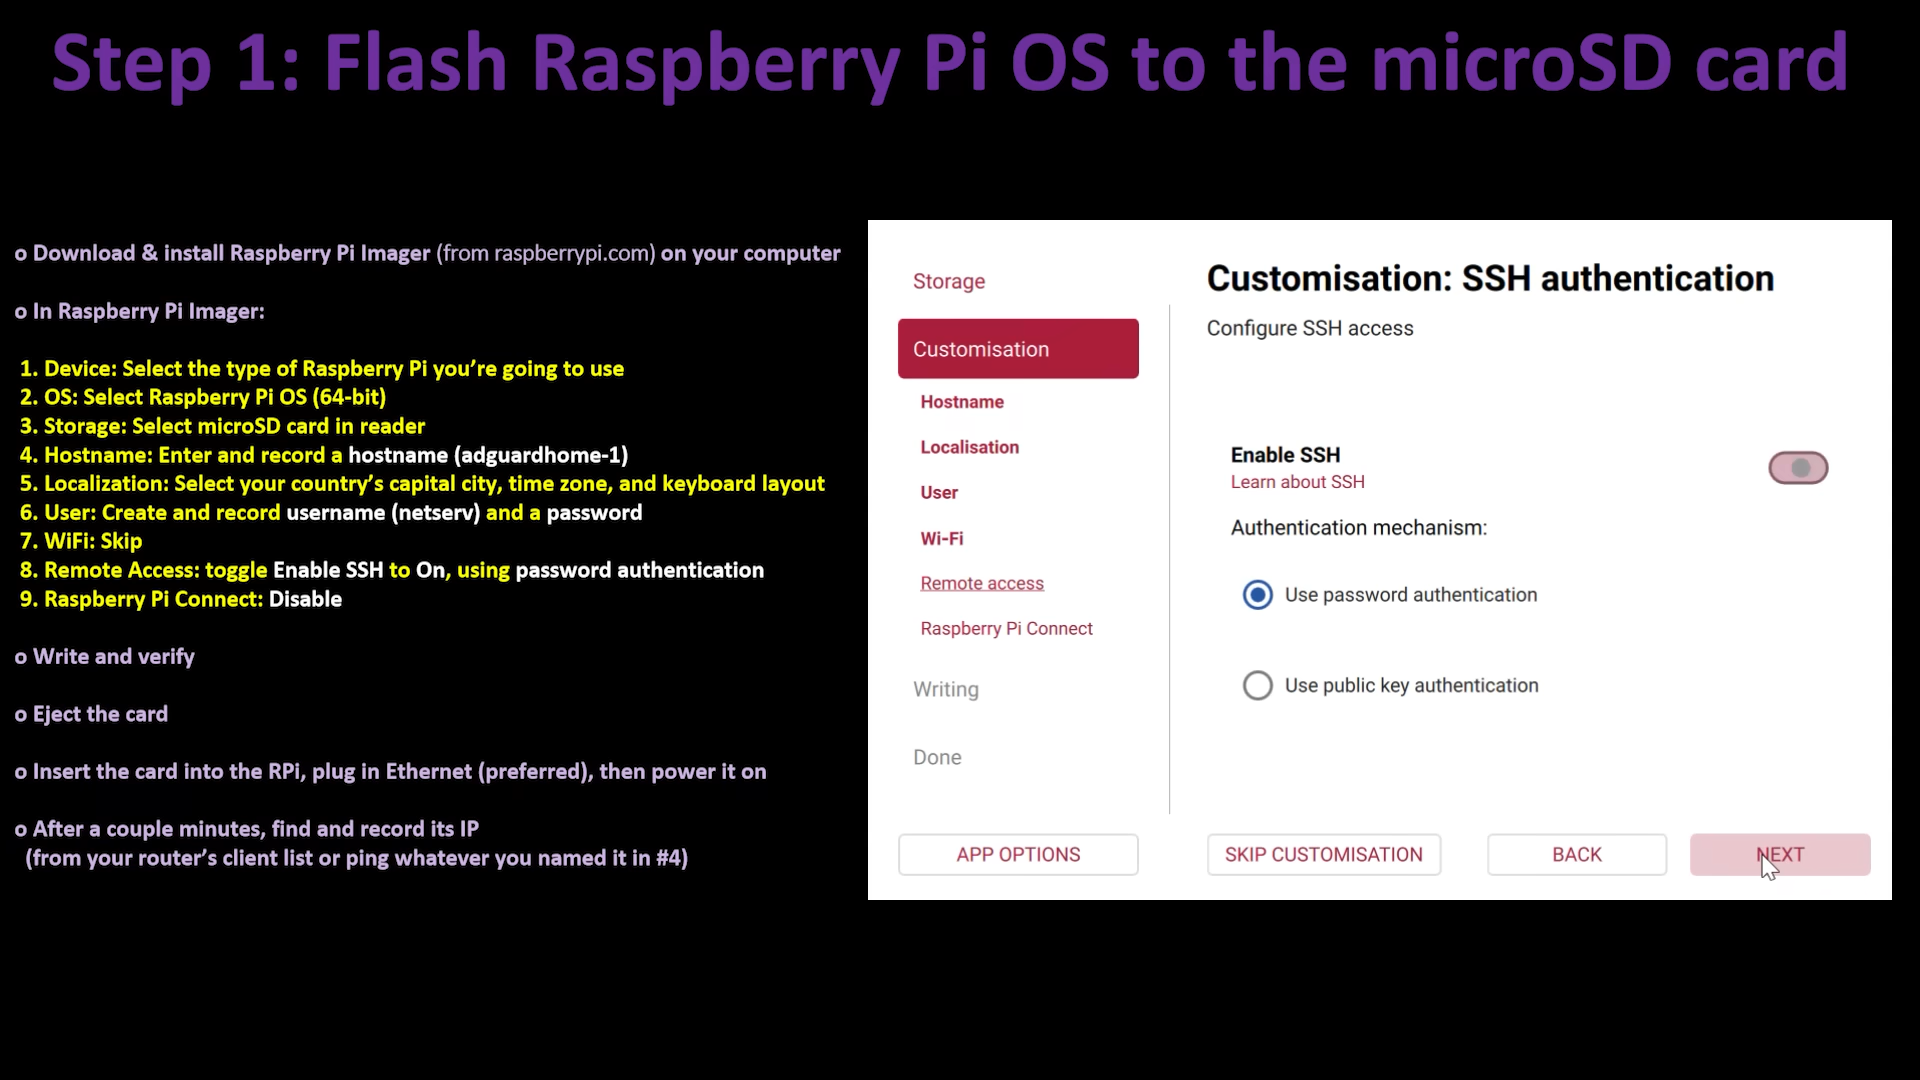 Step 1: Flash Raspberry Pi OS to the microSD card
o Download & install Raspberry Pi Imager (from raspberrypi.com) on your computer
o In Raspberry Pi Imager:
1. Device: Select the type of Raspberry Pi you’re going to use
2. OS: Select Raspberry Pi OS (64-bit)
3. Storage: Select microSD card in reader
4. Hostname: Enter and record a hostname (adguardhome-1)
5. Localization: Select your country’s capital city, time zone, and keyboard layout
6. User: Create and record username (netserv) and a password
7. WiFi: Skip
8. Remote Access: toggle Enable SSH to On, using password authentication
9. Raspberry Pi Connect: Disable
o Write and verify
o Eject the card
o Insert the card into the RPi, plug in Ethernet (preferred), then power it on
o After a couple minutes, find and record its IP
(from your router’s client list or ping whatever you named it in #4)
Storage
Customisation
Hostname
Localisation
User
Wi-Fi
Remote access
Raspberry Pi Connect
Writing
Done
APP OPTIONS
Customisation: SSH authentication
Configure SSH access
Enable SSH
Learn about SSH
Authentication mechanism:
Use password authentication
Use public key authentication
SKIP CUSTOMISATION
BACK
NEXT